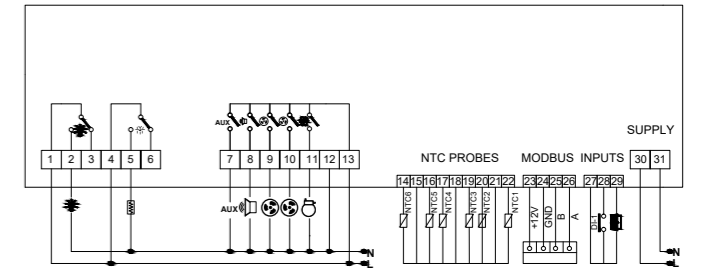 AUX
SUPPLY
1 2 3 4 5 6 7 8 9 10 11 12 13 NTC PROBES MODBUS INPUTS 30 31
14 15 16 17 18 19 20 21 22 23 24 25 26 27 28 29
NTC6 NTC5 NTC4 NTC3 NTC2 NTC1 +12V GND B A DI-1
AUX
N N
L L